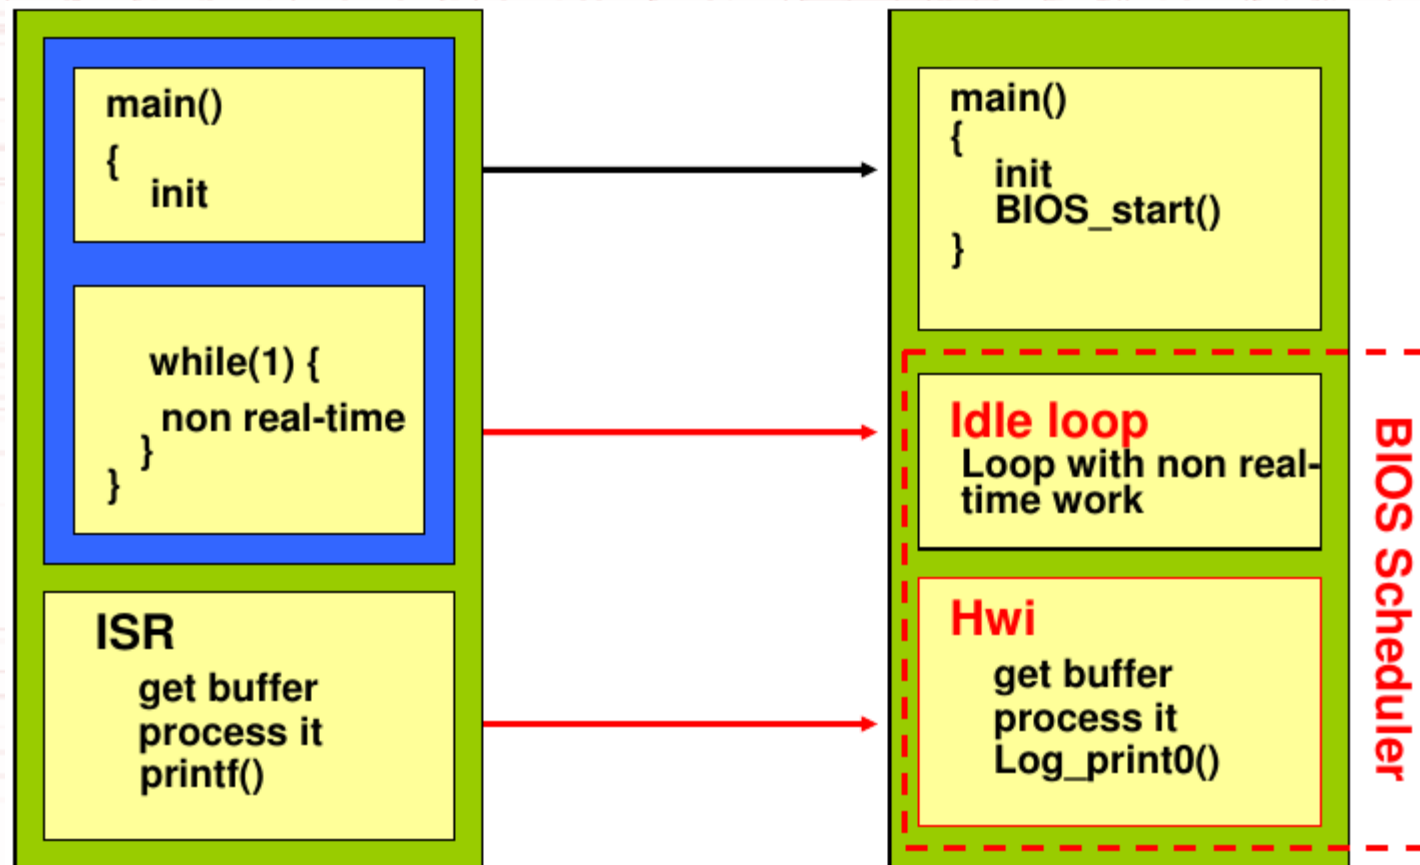 main()
{
init
while(1) {
non real-time
}
}
ISR
get buffer
process it
printf()
main()
{
init
BIOS_start()
}
Idle loop
Loop with non real-
time work
Hwi
get buffer
process it
Log_print0()
BIOS Scheduler